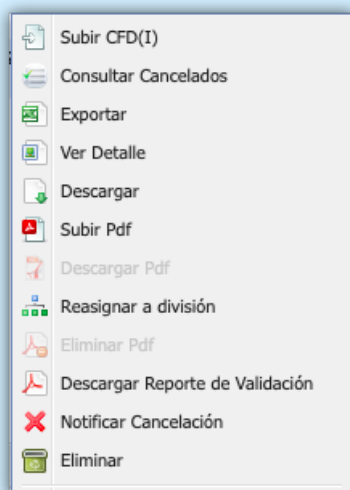 Subir CFD(I)
Consultar Cancelados
Exportar
Ver Detalle
Descargar
Subir Pdf
Descargar Pdf
Reasignar a división
Eliminar Pdf
Descargar Reporte de Validación
Notificar Cancelación
Eliminar